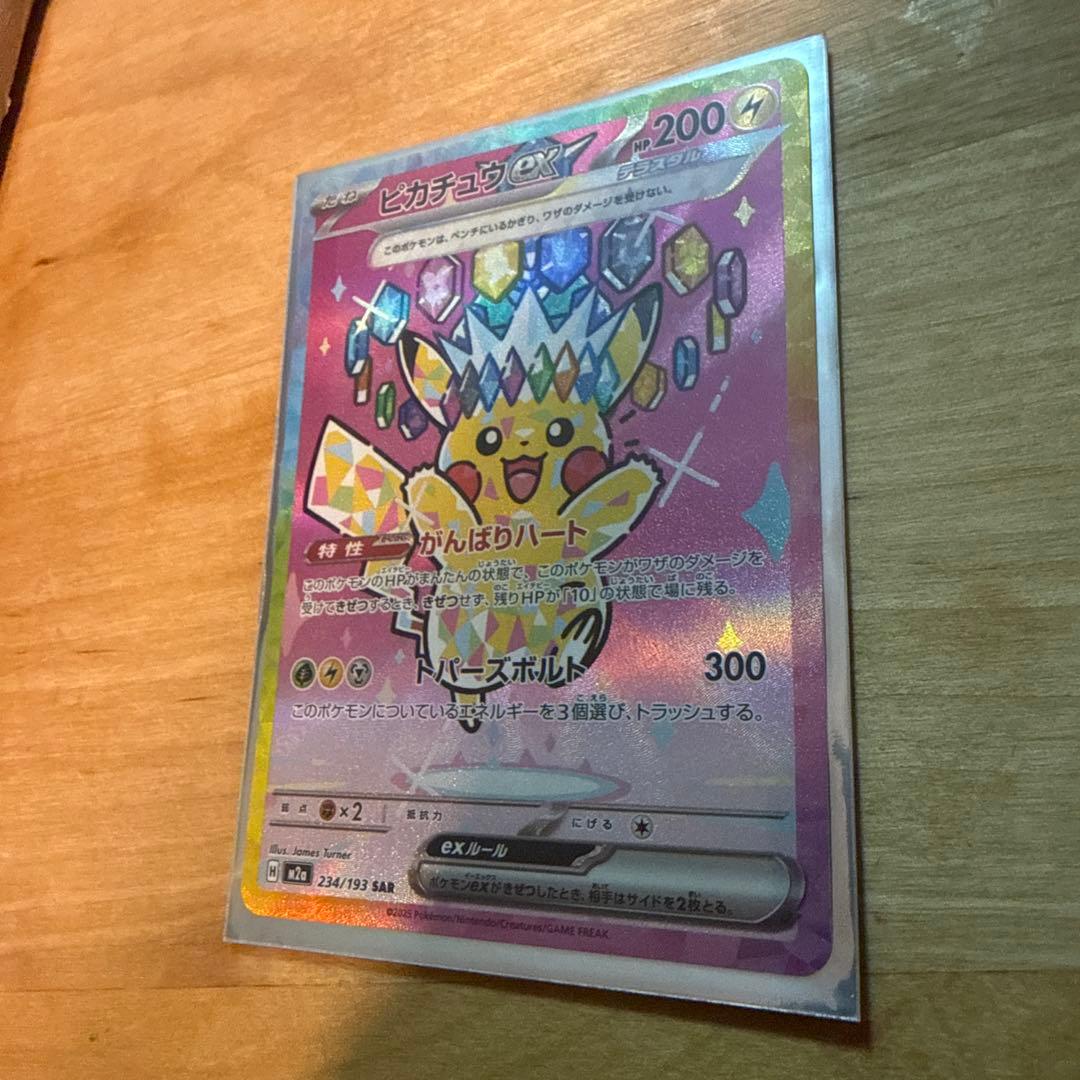 たね ピカチュウex HP 200
テラスタル
このポケモンは、ベンチにいるかぎり、ワザのダメージを受けない。
特性 がんばりハート
このポケモンのHPがまんたんの状態で、このポケモンがワザのダメージを
受けてきぜつするとき、きぜつせず、残りHPが「10」の状態で場に残る。
トパーズボルト 300
このポケモンについているエネルギーを3個選び、トラッシュする。
弱点 ×2 抵抗力 にげる
Illus. James Turner
exルール
H M2a 234/193 SAR
ポケモンexがきぜつしたとき、相手はサイドを2枚とる。
©2025 Pokémon/Nintendo/Creatures/GAME FREAK